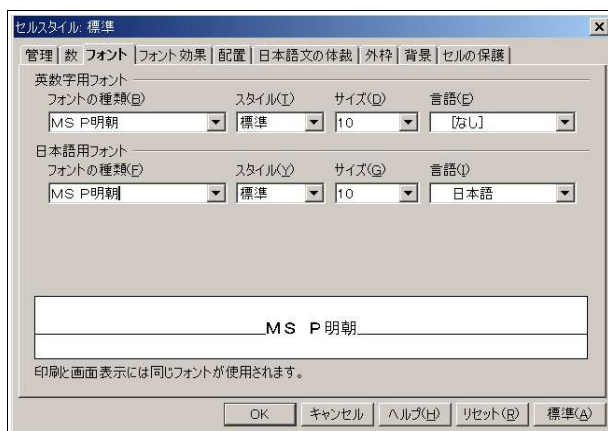 セルスタイル: 標準
管理 数 フォント フォント効果 配置 日本語文の体裁 外枠 背景 セルの保護
英数字用フォント
フォントの種類(B) スタイル(T) サイズ(D) 言語(E)
MS P明朝 標準 10 [なし]
日本語用フォント
フォントの種類(F) スタイル(Y) サイズ(G) 言語(I)
MS P明朝 標準 10 日本語
MS P明朝
印刷と画面表示には同じフォントが使用されます。
OK キャンセル ヘルプ(H) リセット(R) 標準(A)